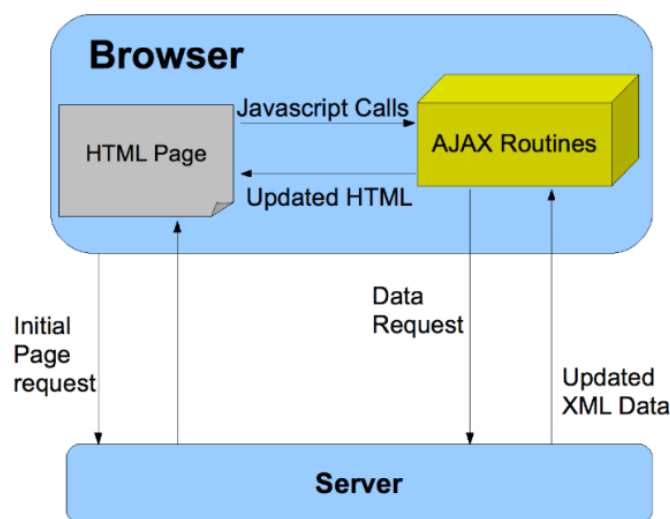 Browser
Javascript Calls
HTML Page
AJAX Routines
Updated HTML
Initial
Page
request
Data
Request
Updated
XML Data
Server